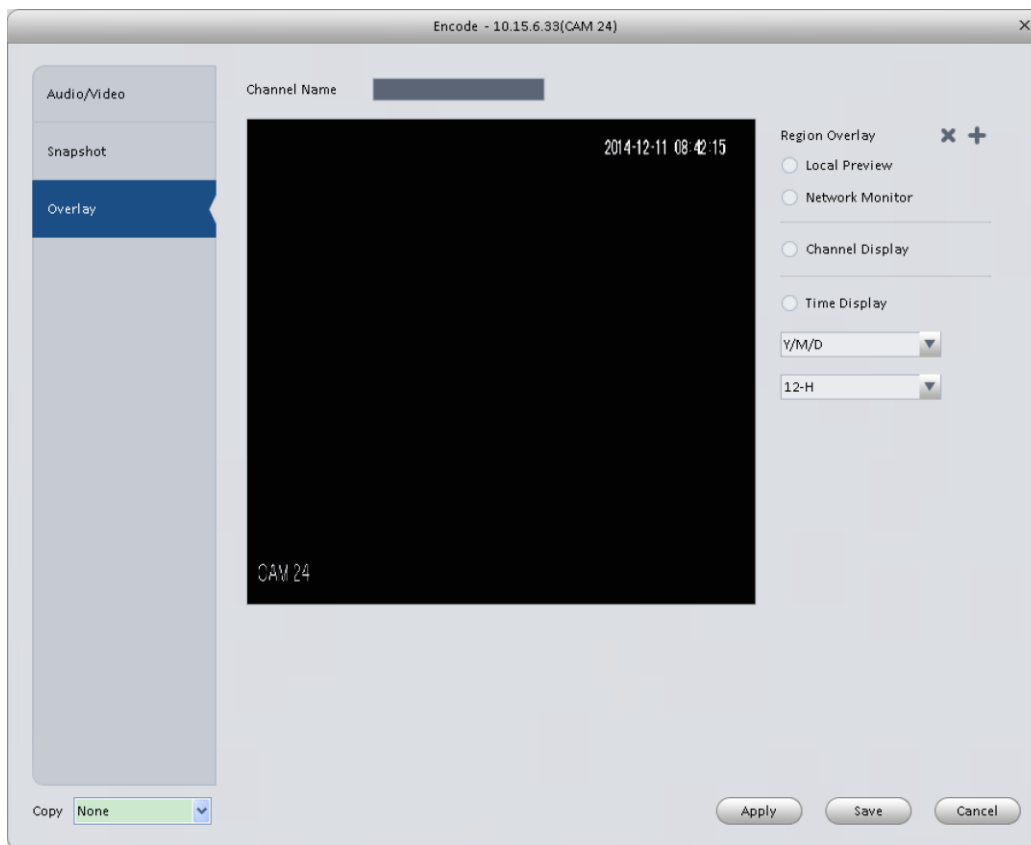 Encode - 10.15.6.33(CAM 24)
Audio/Video
Snapshot
Overlay
Channel Name
2014-12-11 08:42:15
CAM 24
Region Overlay
Local Preview
Network Monitor
Channel Display
Time Display
Y/M/D
12-H
Copy None
Apply Save Cancel